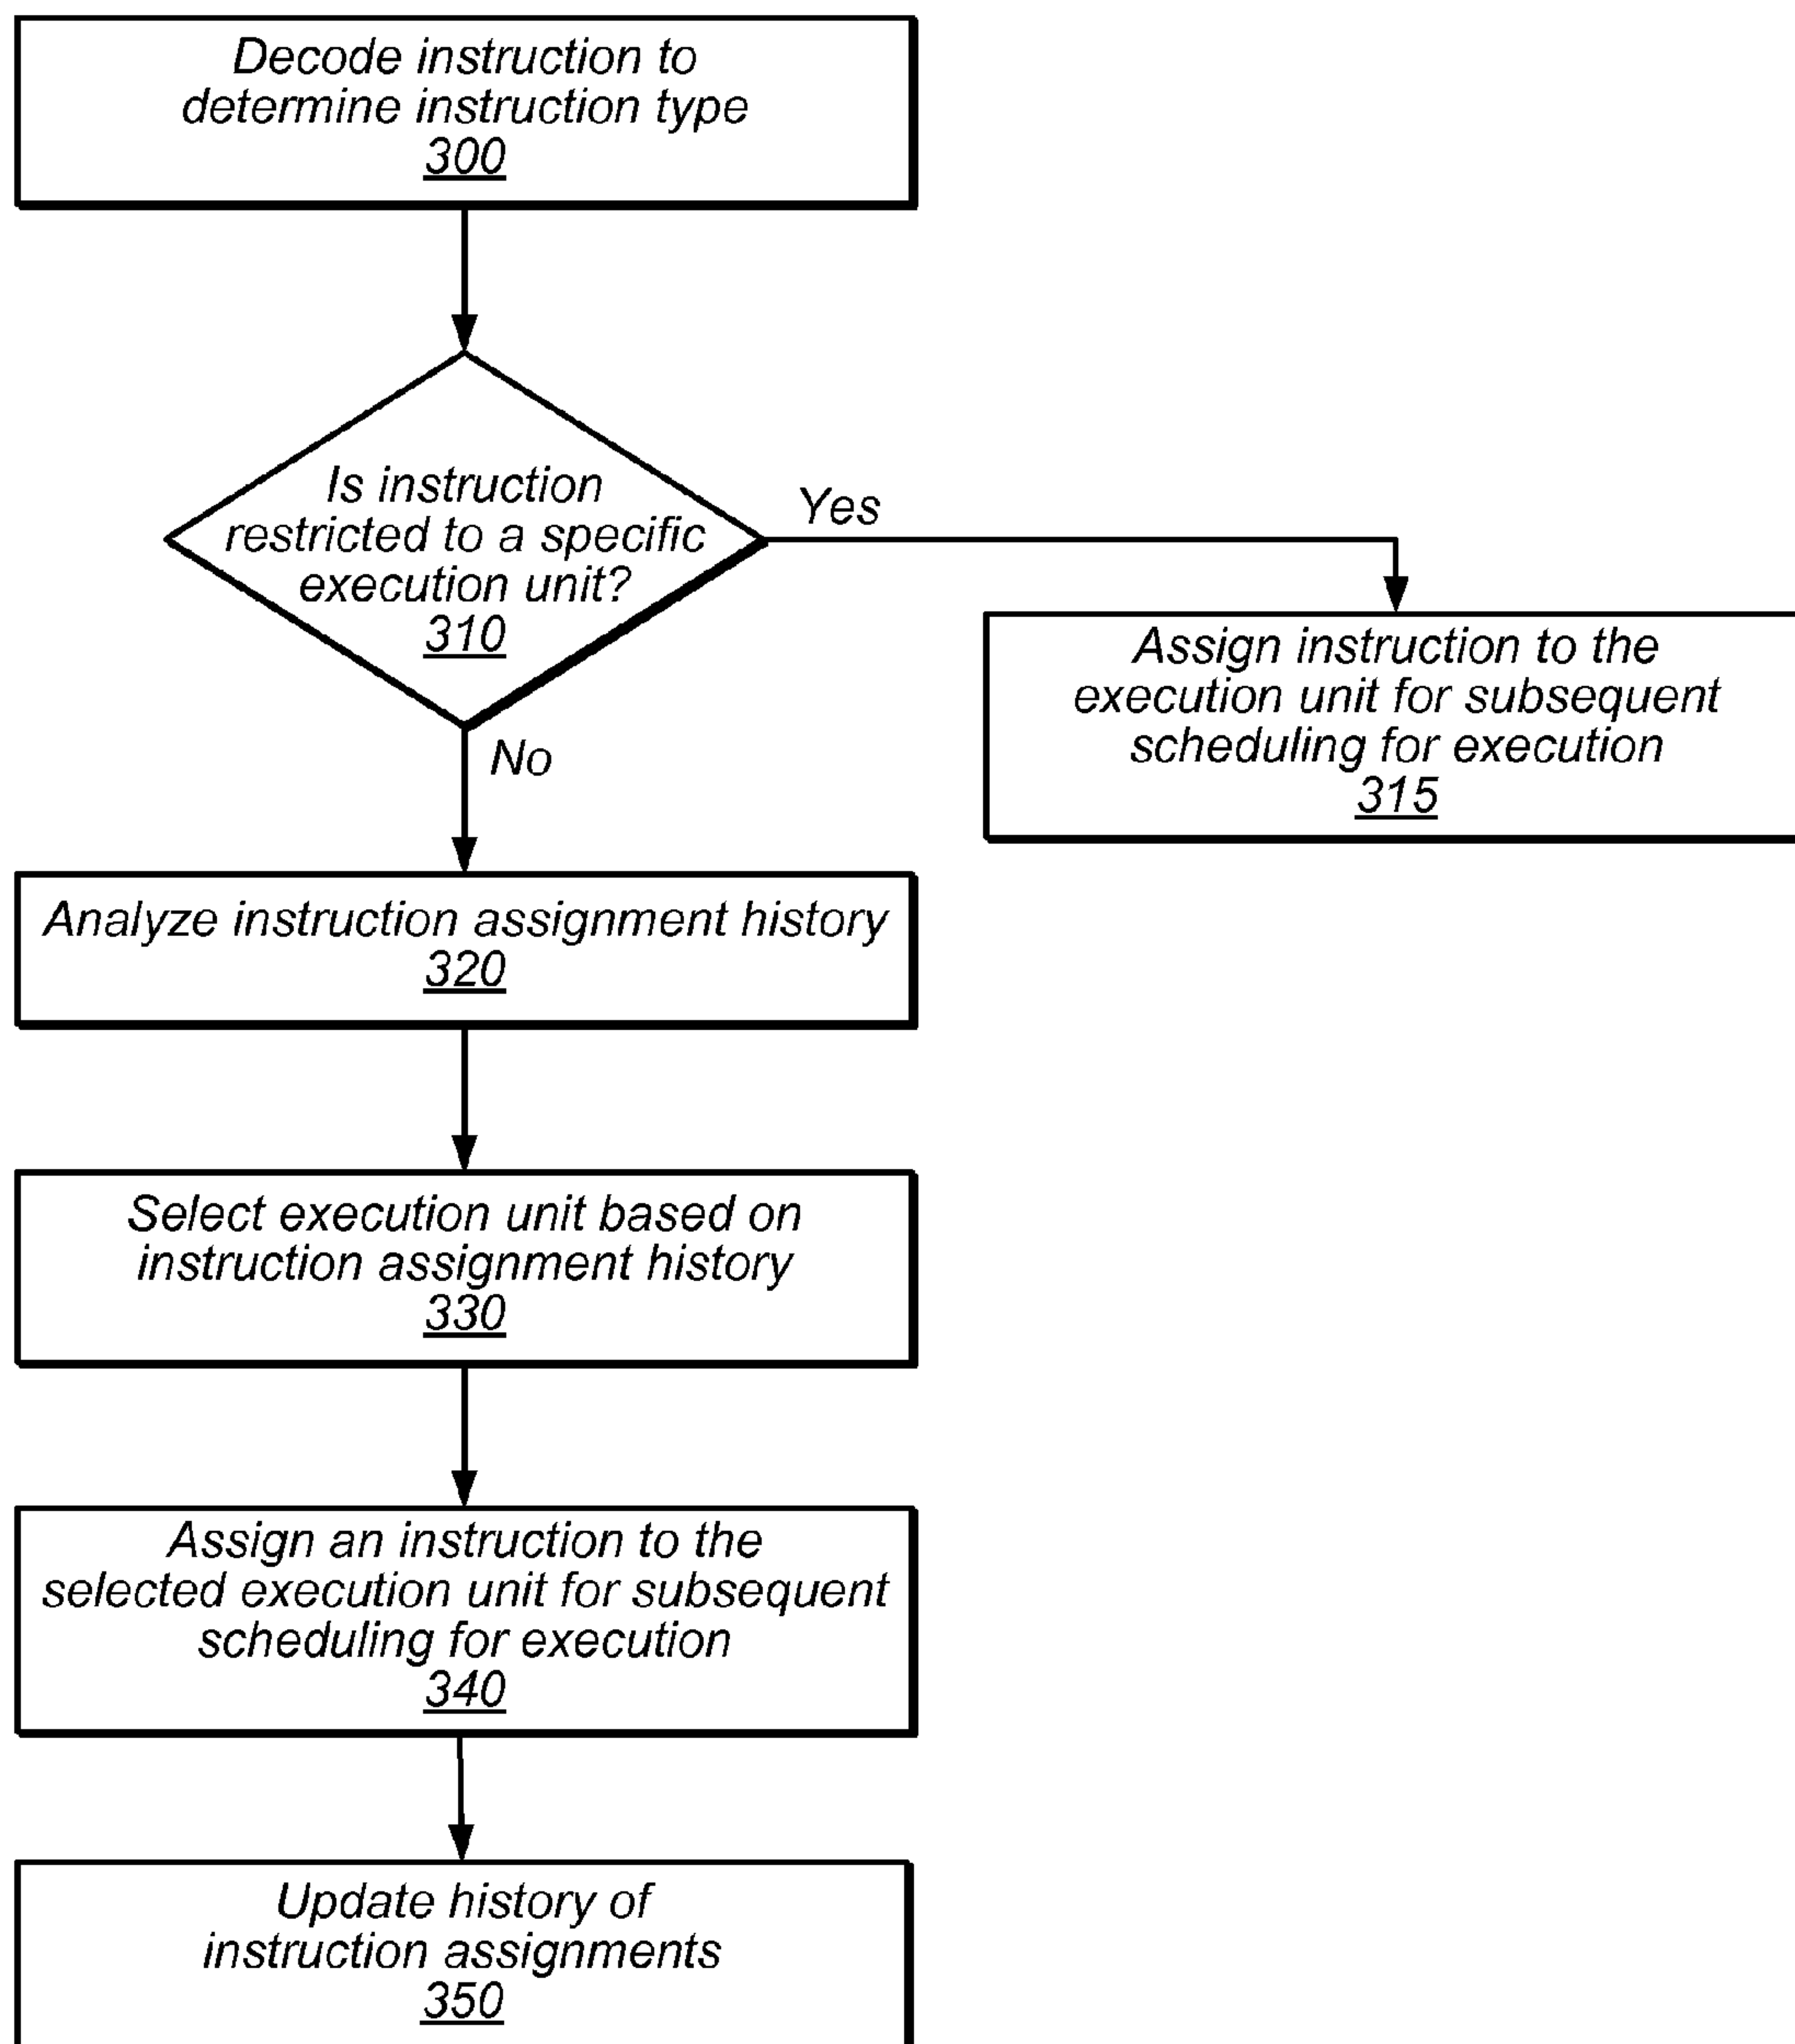 Decode instruction to
determine instruction type
300
Is instruction
restricted to a specific
execution unit?
310
Yes
Assign instruction to the
execution unit for subsequent
scheduling for execution
315
No
Analyze instruction assignment history
320
Select execution unit based on
instruction assignment history
330
Assign an instruction to the
selected execution unit for subsequent
scheduling for execution
340
Update history of
instruction assignments
350